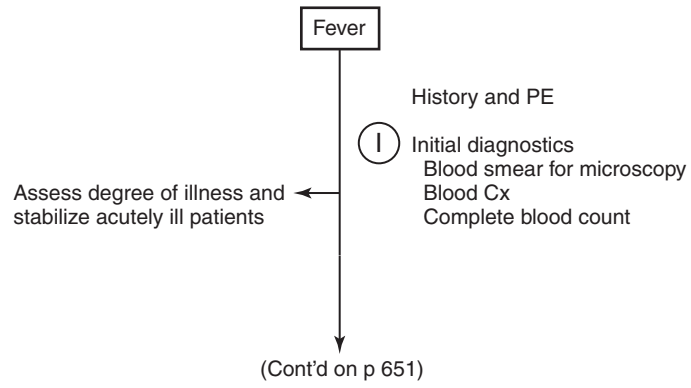 Fever
History and PE
I
Initial diagnostics
Blood smear for microscopy
Blood Cx
Complete blood count
Assess degree of illness and
stabilize acutely ill patients
(Cont'd on p 651)